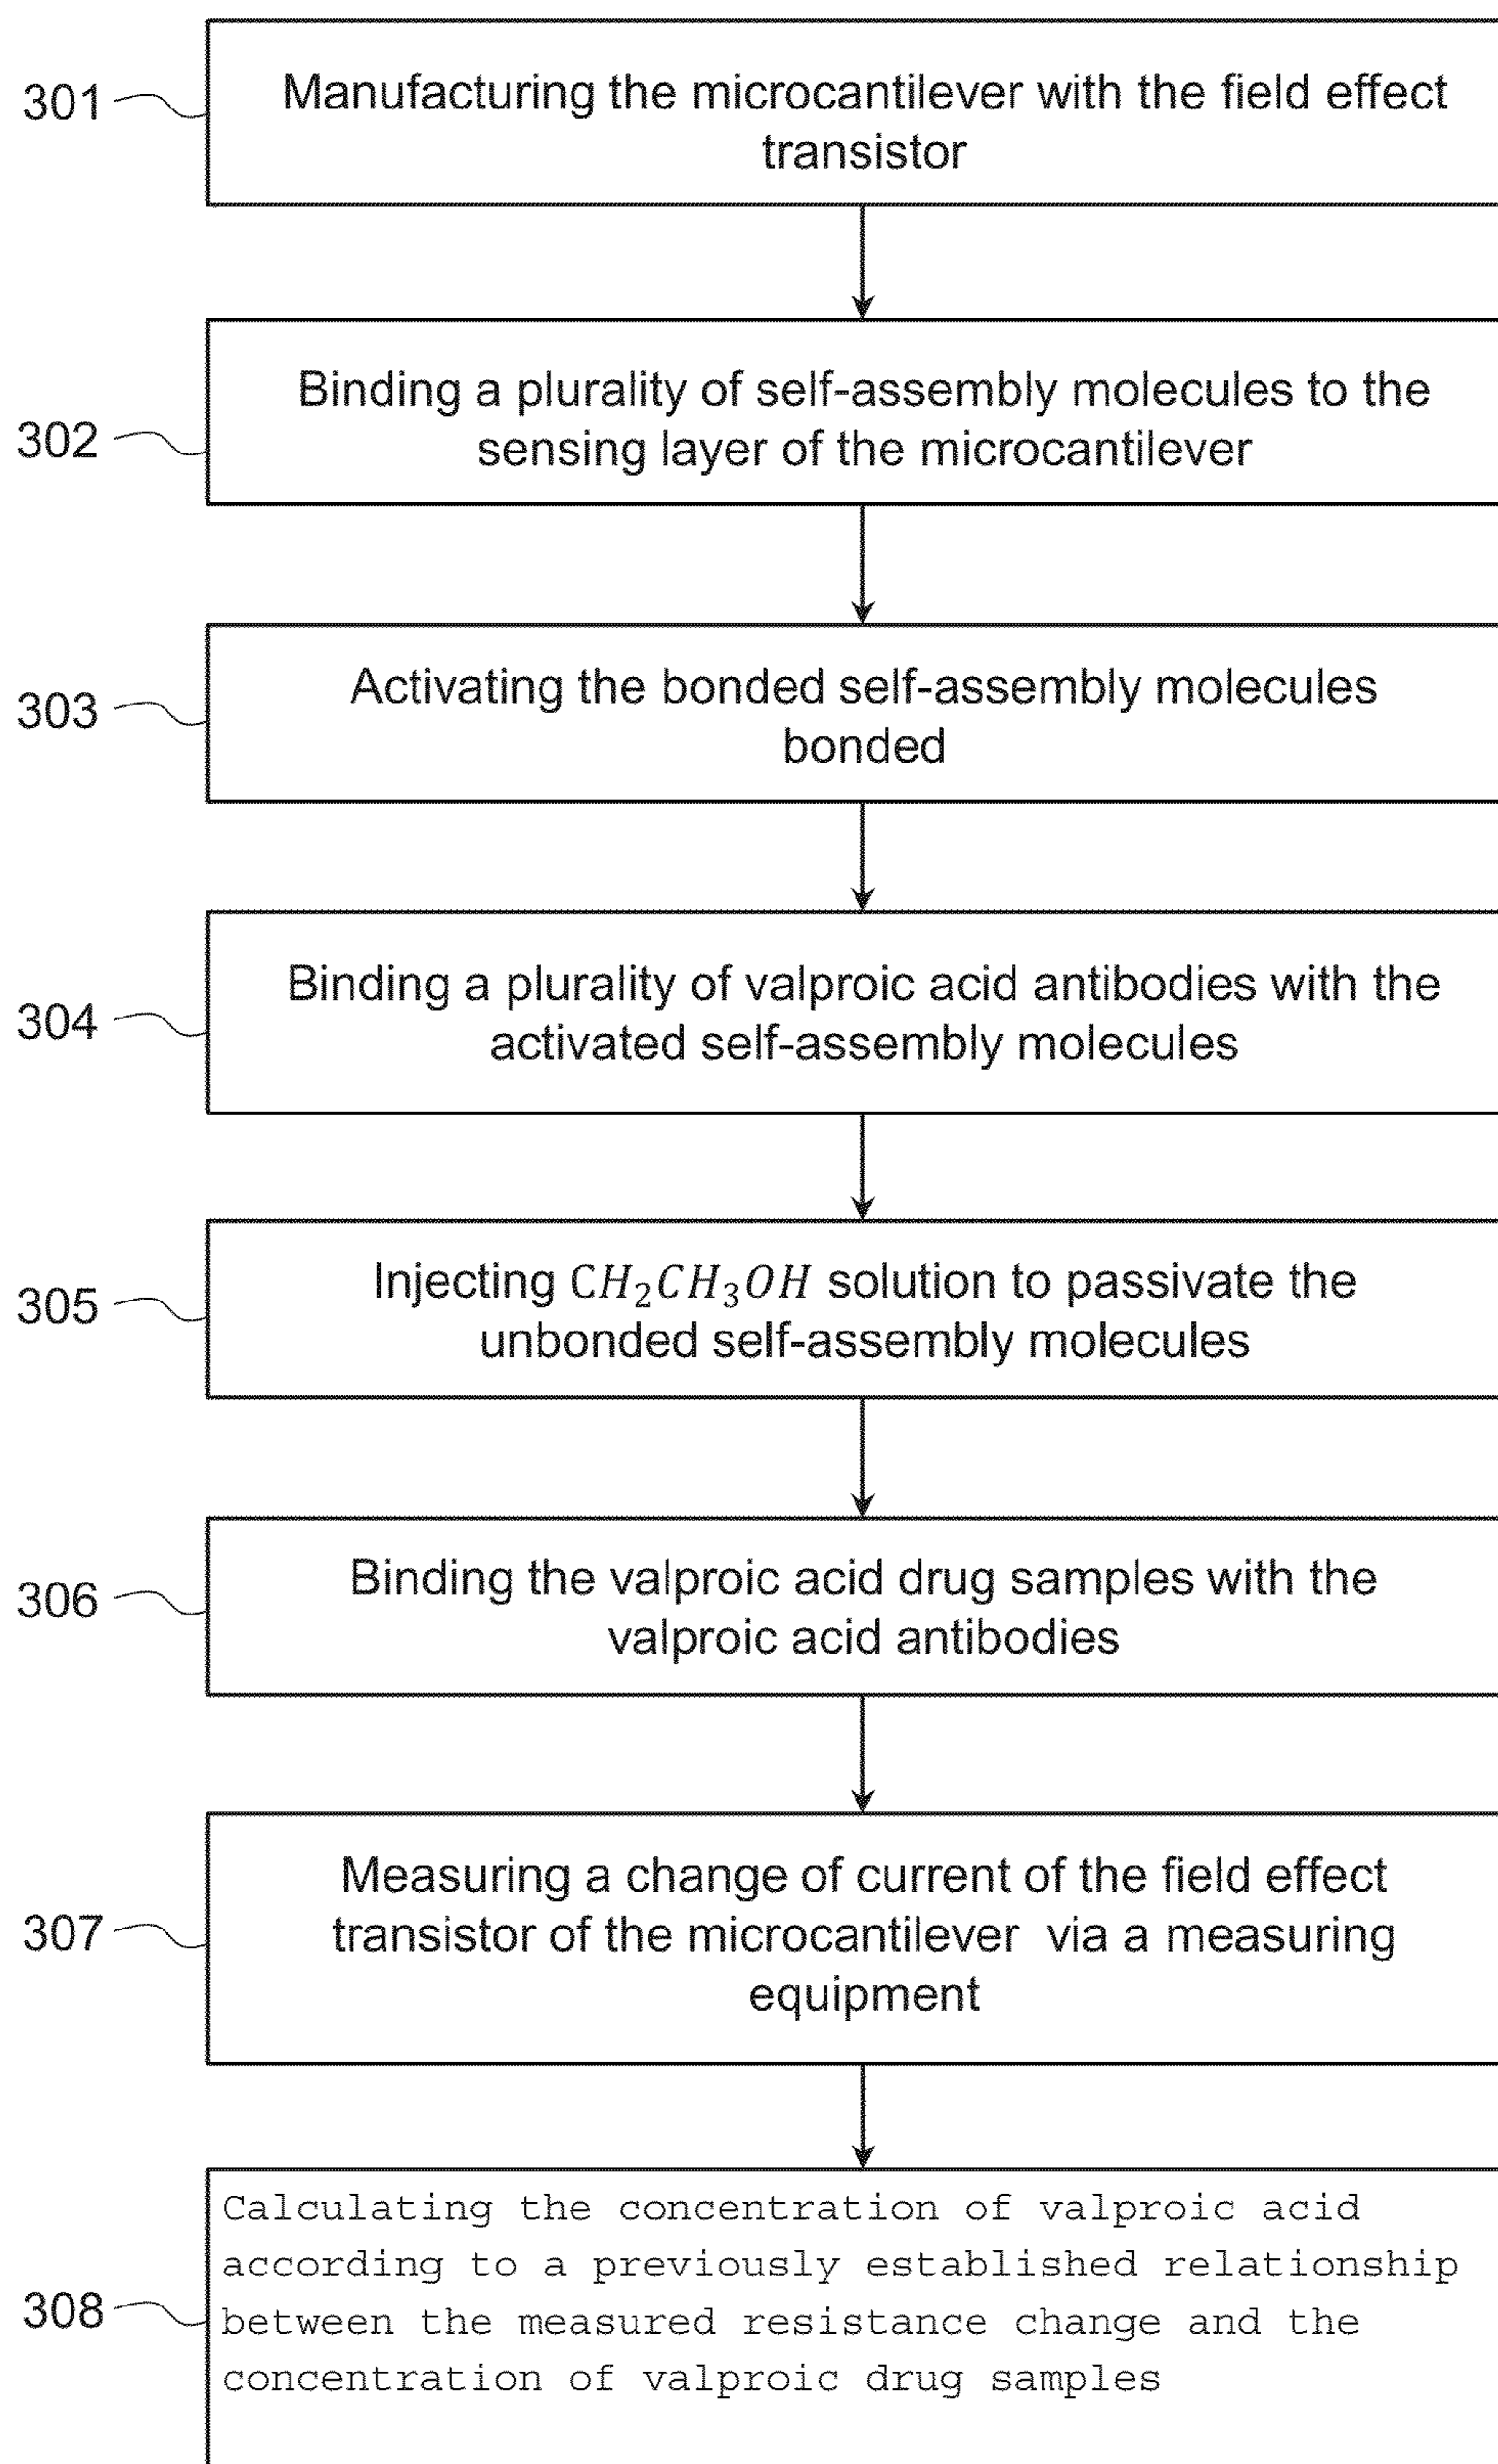 301
Manufacturing the microcantilever with the field effect
transistor
302
Binding a plurality of self-assembly molecules to the
sensing layer of the microcantilever
303
Activating the bonded self-assembly molecules
bonded
304
Binding a plurality of valproic acid antibodies with the
activated self-assembly molecules
305
Injecting CH₂CH₃OH solution to passivate the
unbonded self-assembly molecules
306
Binding the valproic acid drug samples with the
valproic acid antibodies
307
Measuring a change of current of the field effect
transistor of the microcantilever via a measuring
equipment
308
Calculating the concentration of valproic acid
according to a previously established relationship
between the measured resistance change and the
concentration of valproic drug samples